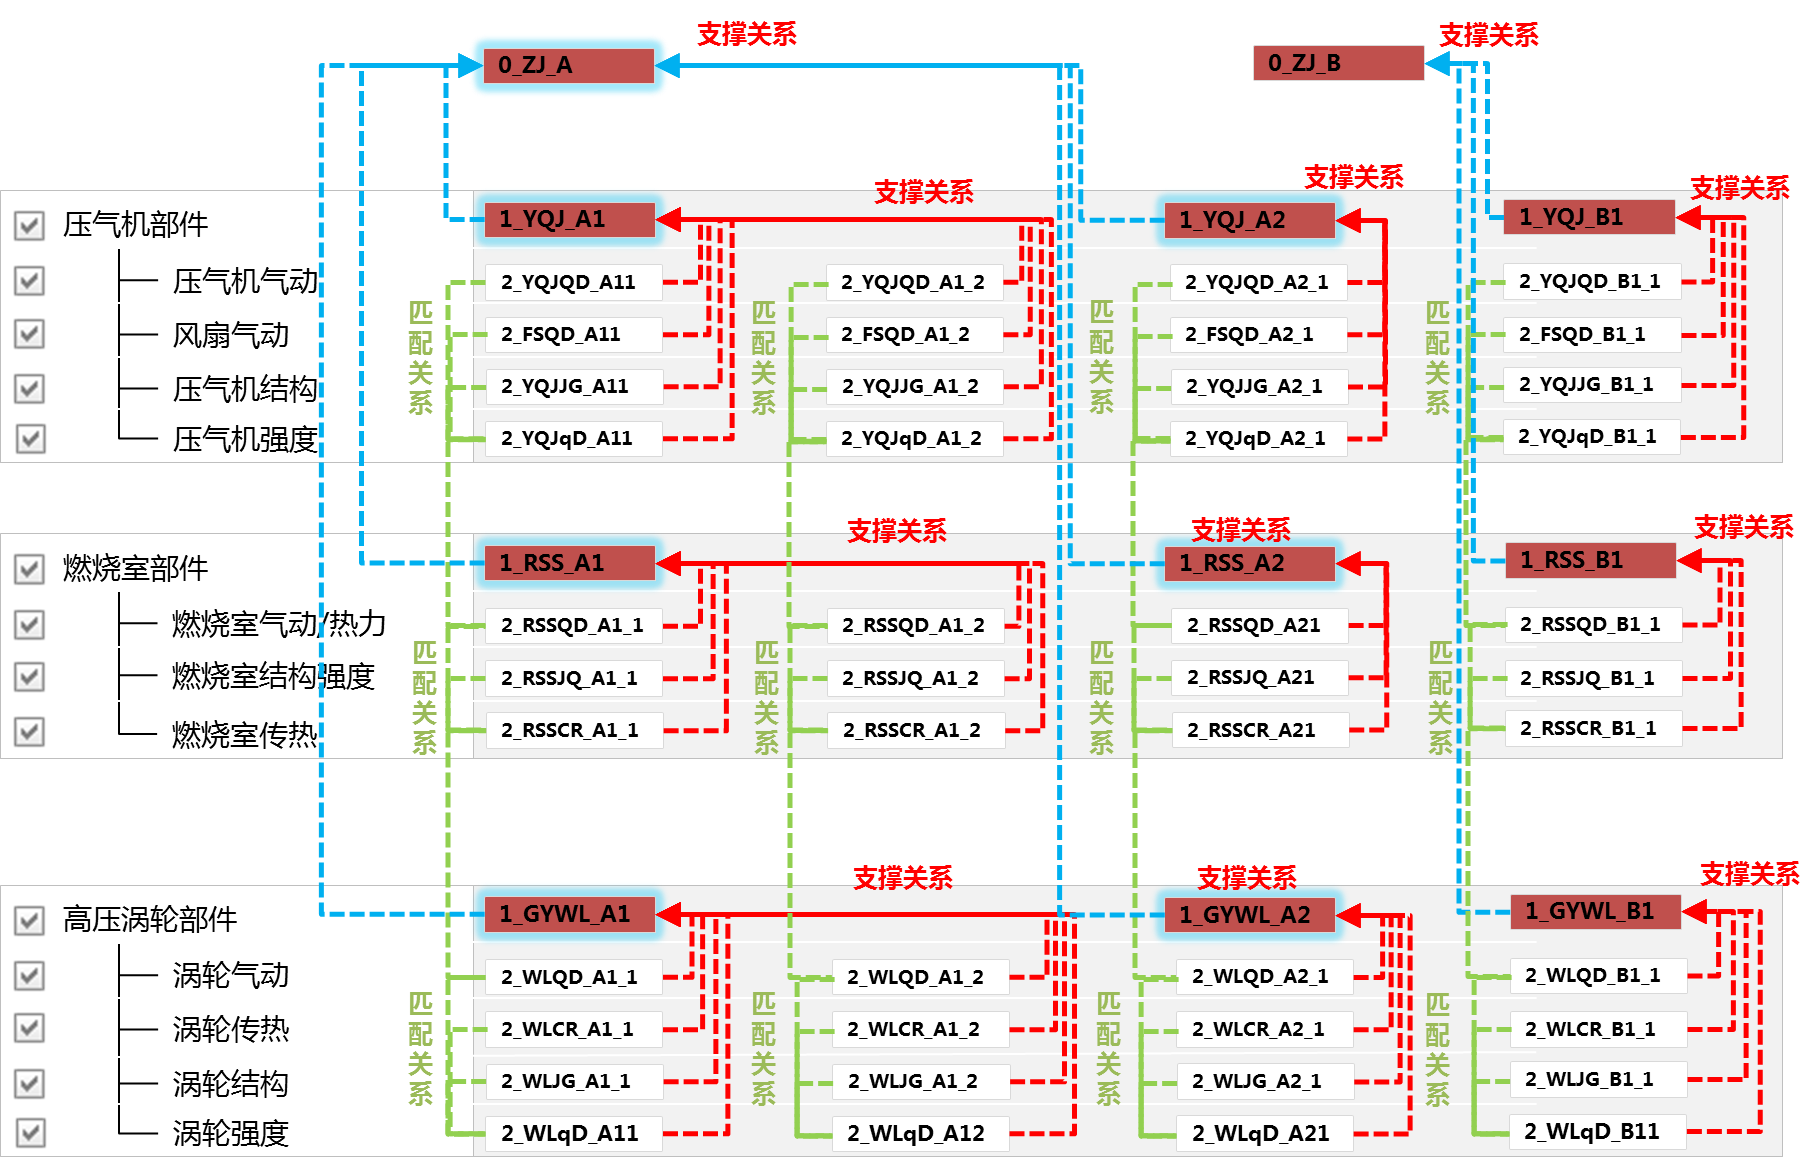 支撑关系
支撑关系
0_ZJ_A
0_ZJ_B
支撑关系
支撑关系
支撑关系
压气机部件
1_YQJ_A1
1_YQJ_A2
1_YQJ_B1
压气机气动
2_YQJQD_A11
2_YQJQD_A1_2
2_YQJQD_A2_1
2_YQJQD_B1_1
风扇气动
2_FSQD_A11
2_FSQD_A1_2
2_FSQD_A2_1
2_FSQD_B1_1
压气机结构
2_YQJJG_A11
2_YQJJG_A1_2
2_YQJJG_A2_1
2_YQJJG_B1_1
压气机强度
2_YQJqD_A11
2_YQJqD_A1_2
2_YQJqD_A2_1
2_YQJqD_B1_1
匹配关系
匹配关系
匹配关系
匹配关系
支撑关系
支撑关系
支撑关系
燃烧室部件
1_RSS_A1
1_RSS_A2
1_RSS_B1
燃烧室气动/热力
2_RSSQD_A1_1
2_RSSQD_A1_2
2_RSSQD_A21
2_RSSQD_B1_1
燃烧室结构强度
2_RSSJQ_A1_1
2_RSSJQ_A1_2
2_RSSJQ_A21
2_RSSJQ_B1_1
燃烧室传热
2_RSSCR_A1_1
2_RSSCR_A1_2
2_RSSCR_A21
2_RSSCR_B1_1
匹配关系
匹配关系
匹配关系
匹配关系
支撑关系
支撑关系
支撑关系
高压涡轮部件
1_GYWL_A1
1_GYWL_A2
1_GYWL_B1
涡轮气动
2_WLQD_A1_1
2_WLQD_A1_2
2_WLQD_A2_1
2_WLQD_B1_1
涡轮传热
2_WLCR_A1_1
2_WLCR_A1_2
2_WLCR_A2_1
2_WLCR_B1_1
涡轮结构
2_WLJG_A1_1
2_WLJG_A1_2
2_WLJG_A2_1
2_WLJG_B1_1
涡轮强度
2_WLqD_A11
2_WLqD_A12
2_WLqD_A21
2_WLqD_B11
匹配关系
匹配关系
匹配关系
匹配关系